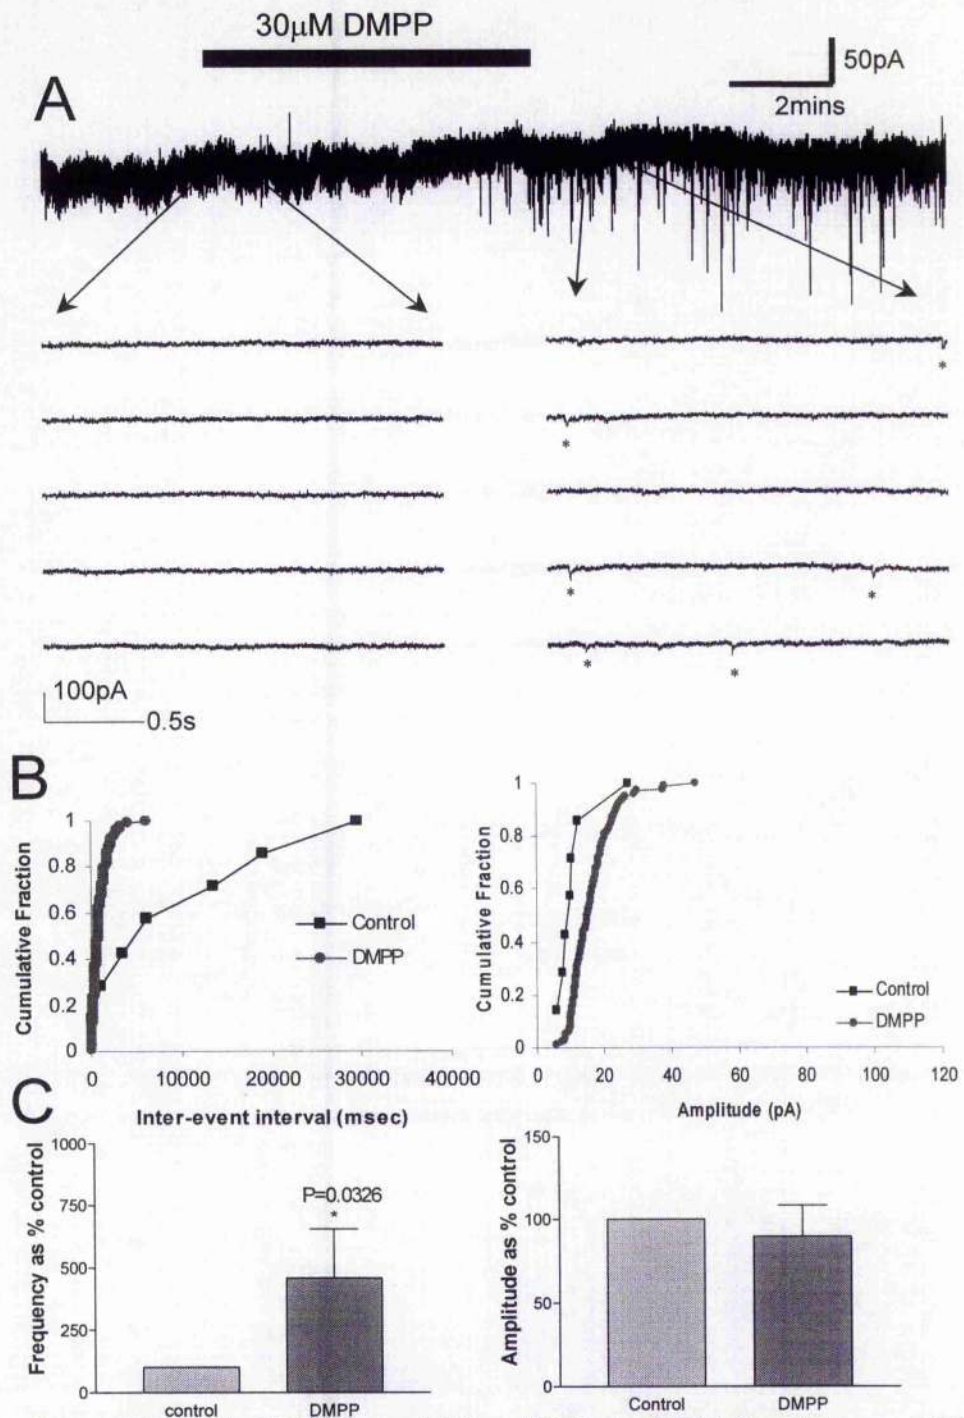 30µM DMPP
50pA
2mins
A
*
*
* *
* *
100pA
0.5s
B
1
0.8
0.6
0.4
0.2
0
Cumulative Fraction
Control
DMPP
0 10000 20000 30000 40000
Inter-event interval (msec)
1
0.8
0.6
0.4
0.2
0
Cumulative Fraction
Control
DMPP
0 20 40 60 80 100 120
Amplitude (pA)
C
1000
750
500
250
0
Frequency as % control
P=0.0326
*
control DMPP
150
100
50
0
Amplitude as % control
Control DMPP